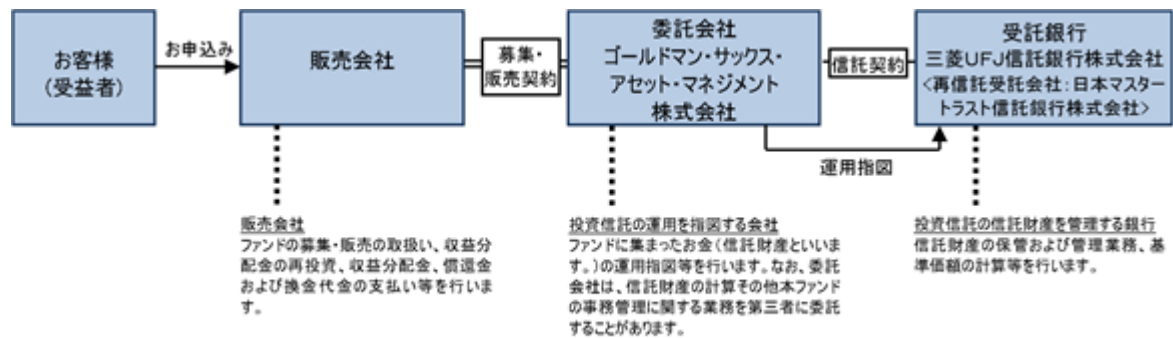 お客様
(受益者)
お申込み
販売会社
募集・
販売契約
委託会社
ゴールドマン・サックス・
アセット・マネジメント
株式会社
信託契約
受託銀行
三菱UFJ信託銀行株式会社
<再信託受託会社:日本マスター
トラスト信託銀行株式会社>
運用指図
販売会社
ファンドの募集・販売の取扱い、収益分
配金の再投資、収益分配金、償還金
および換金代金の支払い等を行いま
す。
投資信託の運用を指図する会社
ファンドに集まったお金(信託財産といいま
す。)の運用指図等を行います。なお、委託
会社は、信託財産の計算その他本ファンド
の事務管理に関する業務を第三者に委託
することがあります。
投資信託の信託財産を管理する銀行
信託財産の保管および管理業務、基
準価額の計算等を行います。